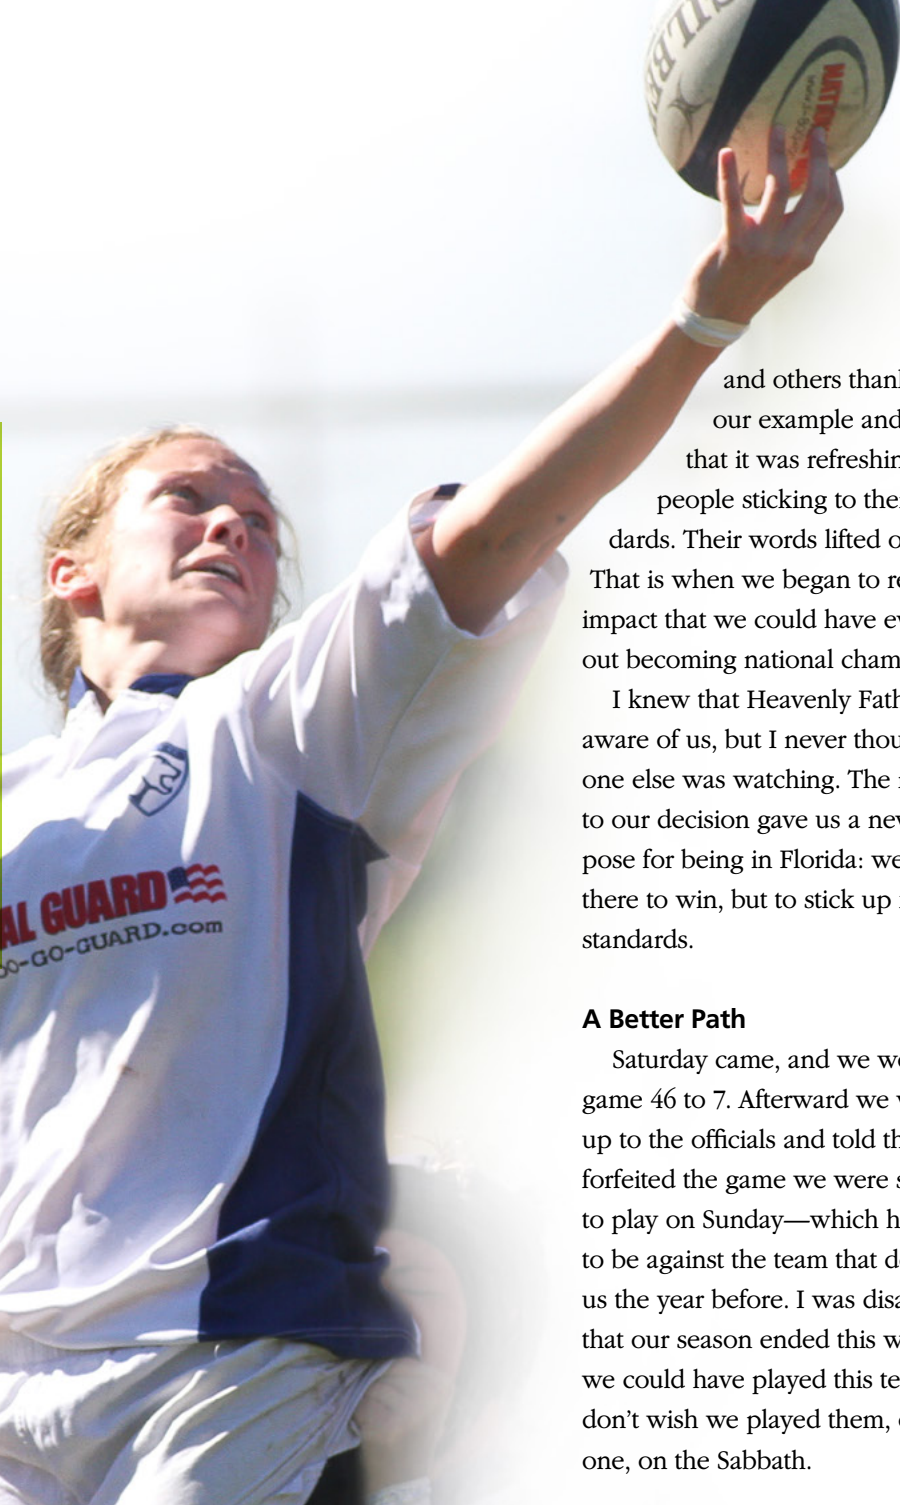 GILBE
NATIONAL
and others than
our example and
that it was refreshin
people sticking to the
dards. Their words lifted o
That is when we began to re
impact that we could have ev
out becoming national cham
I knew that Heavenly Fath
aware of us, but I never thou
one else was watching. The
to our decision gave us a nev
pose for being in Florida: we
there to win, but to stick up
standards.
A Better Path
Saturday came, and we we
game 46 to 7. Afterward we
up to the officials and told th
forfeited the game we were s
to play on Sunday—which h
to be against the team that de
us the year before. I was disa
that our season ended this w
we could have played this te
don’t wish we played them,
one, on the Sabbath.
AL GUARD
00-GO-GUARD.com